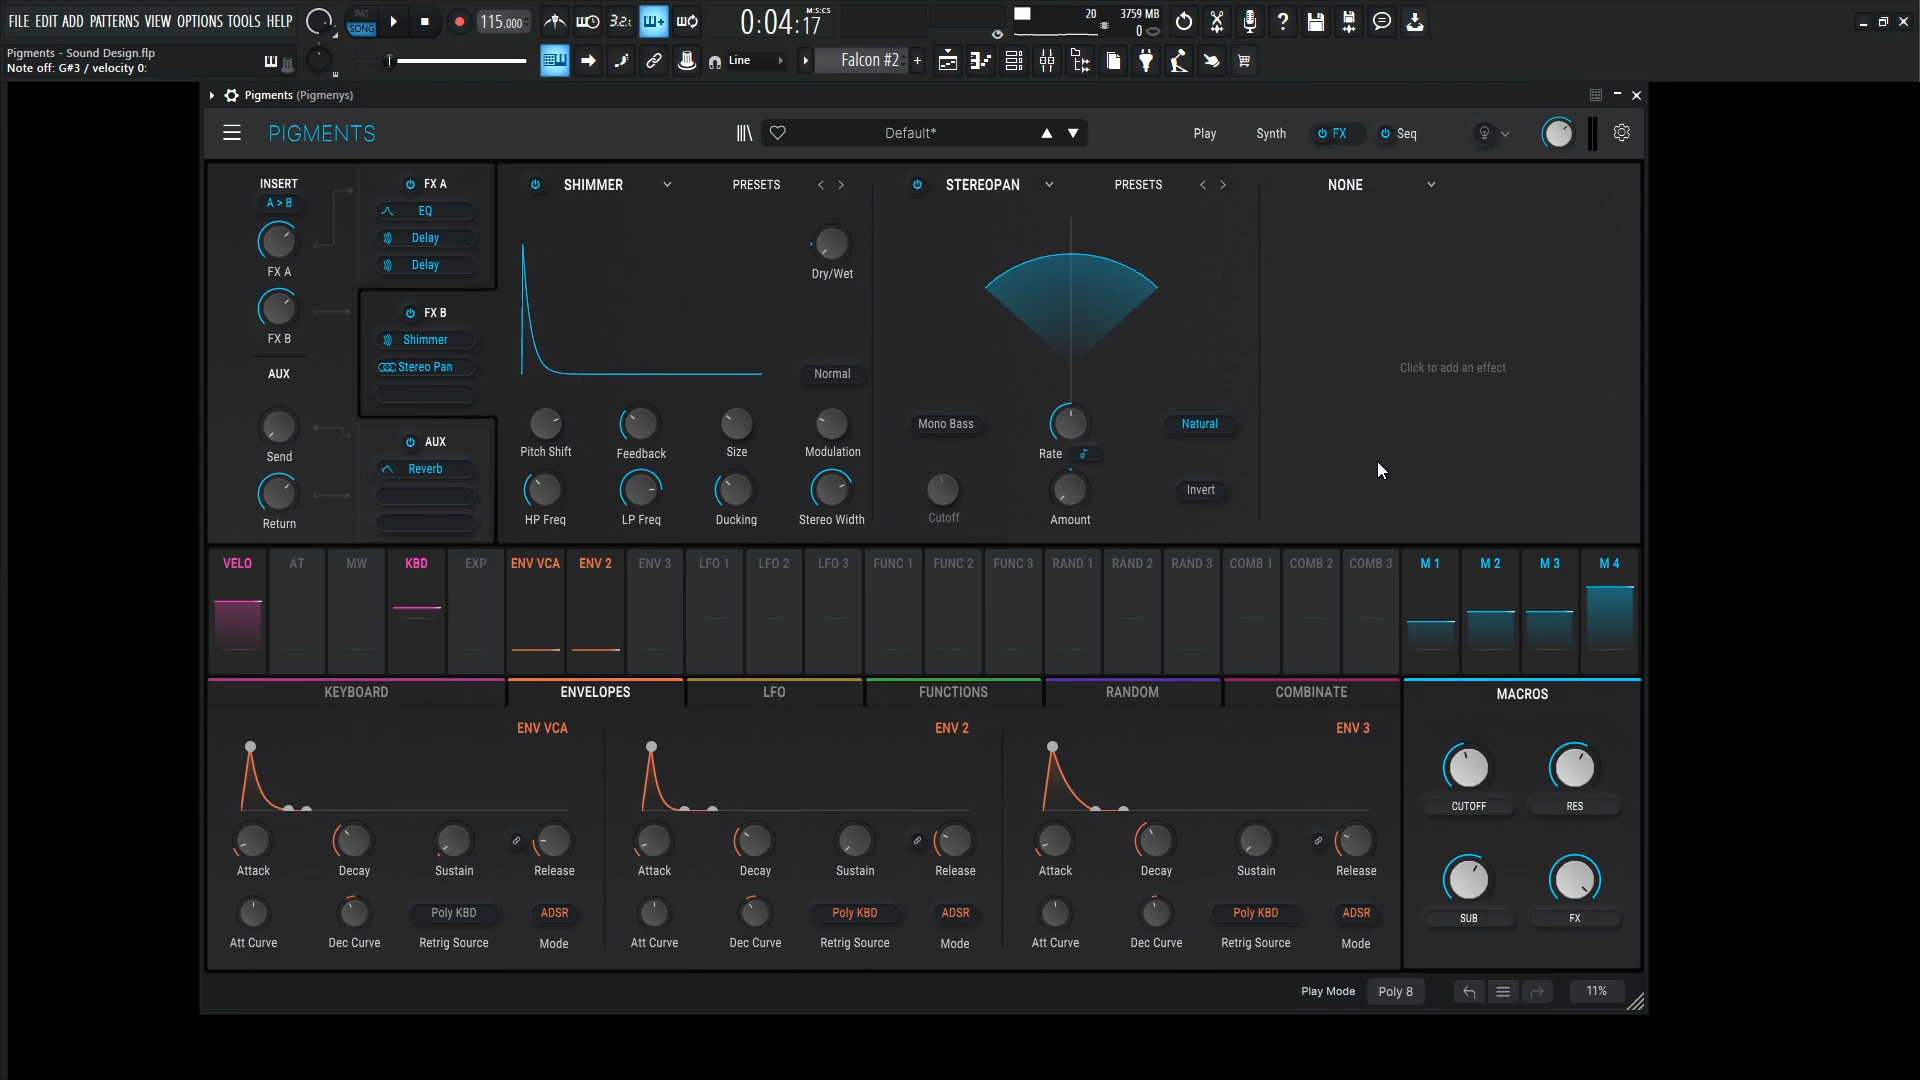 FILE EDIT ADD PATTERNS VIEW OPTIONS TOOLS HELP
PAT
SONG
115.000
3.2.
0:04:17
M:S:CS
20
3759 MB
0
Pigments - Sound Design.flp
Note off: G#3 / velocity 0:
Line
Falcon #2
Pigments (Pigmenys)
PIGMENTS
Default*
Play
Synth
FX
Seq
INSERT
A > B
FX A
FX B
AUX
Send
Return
FX A
EQ
Delay
Delay
FX B
Shimmer
Stereo Pan
AUX
Reverb
SHIMMER
PRESETS
Dry/Wet
Normal
Pitch Shift
Feedback
Size
Modulation
HP Freq
LP Freq
Ducking
Stereo Width
STEREOPAN
PRESETS
Mono Bass
Rate
Natural
Cutoff
Amount
Invert
NONE
Click to add an effect
VELO
AT
MW
KBD
EXP
ENV VCA
ENV 2
ENV 3
LFO 1
LFO 2
LFO 3
FUNC 1
FUNC 2
FUNC 3
RAND 1
RAND 2
RAND 3
COMB 1
COMB 2
COMB 3
M 1
M 2
M 3
M 4
KEYBOARD
ENVELOPES
LFO
FUNCTIONS
RANDOM
COMBINATE
MACROS
ENV VCA
Attack
Decay
Sustain
Release
Att Curve
Dec Curve
Poly KBD
Retrig Source
ADSR
Mode
ENV 2
Attack
Decay
Sustain
Release
Att Curve
Dec Curve
Poly KBD
Retrig Source
ADSR
Mode
ENV 3
Attack
Decay
Sustain
Release
Att Curve
Dec Curve
Poly KBD
Retrig Source
ADSR
Mode
CUTOFF
RES
SUB
FX
Play Mode
Poly 8
11%